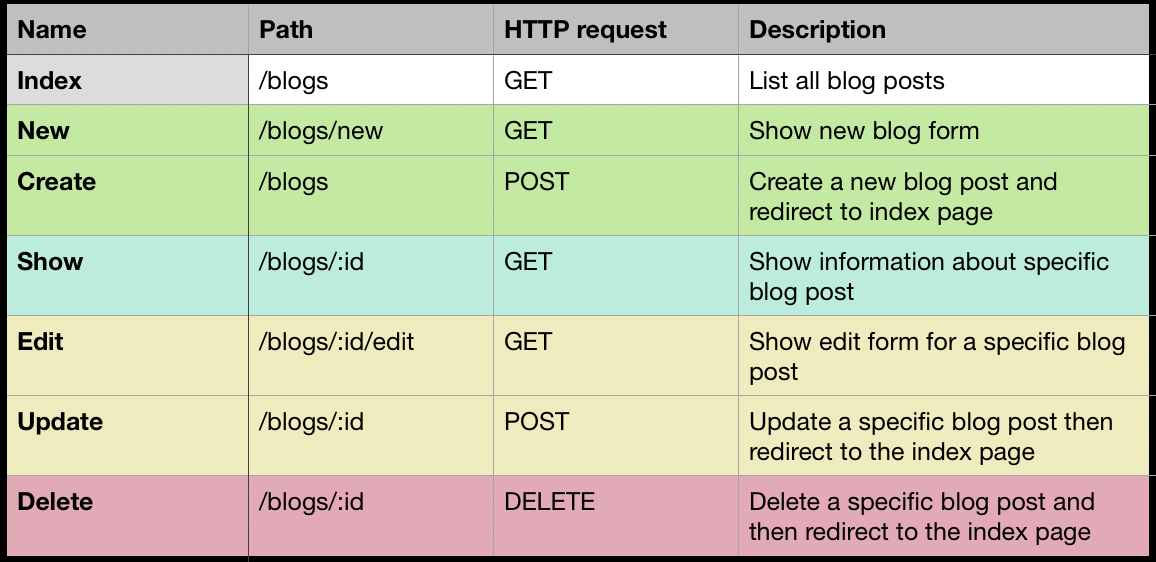 Name Path HTTP request Description
Index /blogs GET List all blog posts
New /blogs/new GET Show new blog form
Create /blogs POST Create a new blog post and
redirect to index page
Show /blogs/:id GET Show information about specific
blog post
Edit /blogs/:id/edit GET Show edit form for a specific blog
post
Update /blogs/:id POST Update a specific blog post then
redirect to the index page
Delete /blogs/:id DELETE Delete a specific blog post and
then redirect to the index page